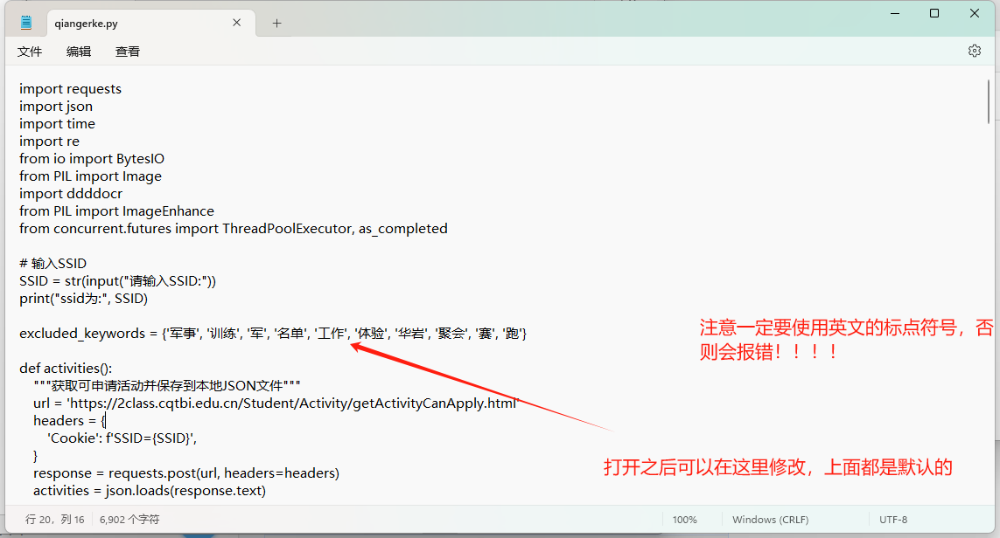 qiangerke.py
文件 编辑 查看
import requests
import json
import time
import re
from io import BytesIO
from PIL import Image
import ddddocr
from PIL import ImageEnhance
from concurrent.futures import ThreadPoolExecutor, as_completed
# 输入SSID
SSID = str(input("请输入SSID:"))
print("ssid为:", SSID)
excluded_keywords = {'军事', '训练', '军', '名单', '工作', '体验', '华岩', '聚会', '赛', '跑'}
注意一定要使用英文的标点符号，否
则会报错！！！！
def activities():
"""获取可申请活动并保存到本地JSON文件"""
url = 'https://2class.cqtbi.edu.cn/Student/Activity/getActivityCanApply.html'
headers = {
'Cookie': f'SSID={SSID}',
}
response = requests.post(url, headers=headers)
activities = json.loads(response.text)
打开之后可以在这里修改，上面都是默认的
行 20，列 16 6,902 个字符 100% Windows (CRLF) UTF-8